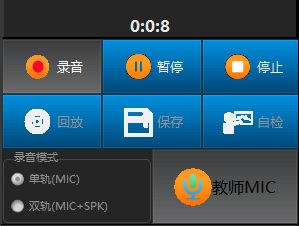 0:0:8
录音 暂停 停止
回放 保存 自检
录音模式
单轨(MIC)
双轨(MIC+SPK)
教师MIC